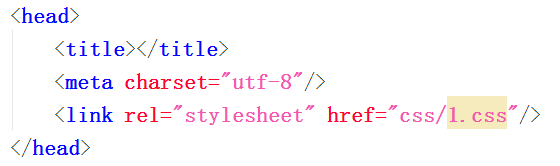 <head>
<title></title>
<meta charset="utf-8"/>
<link rel="stylesheet" href="css/1.css"/>
</head>